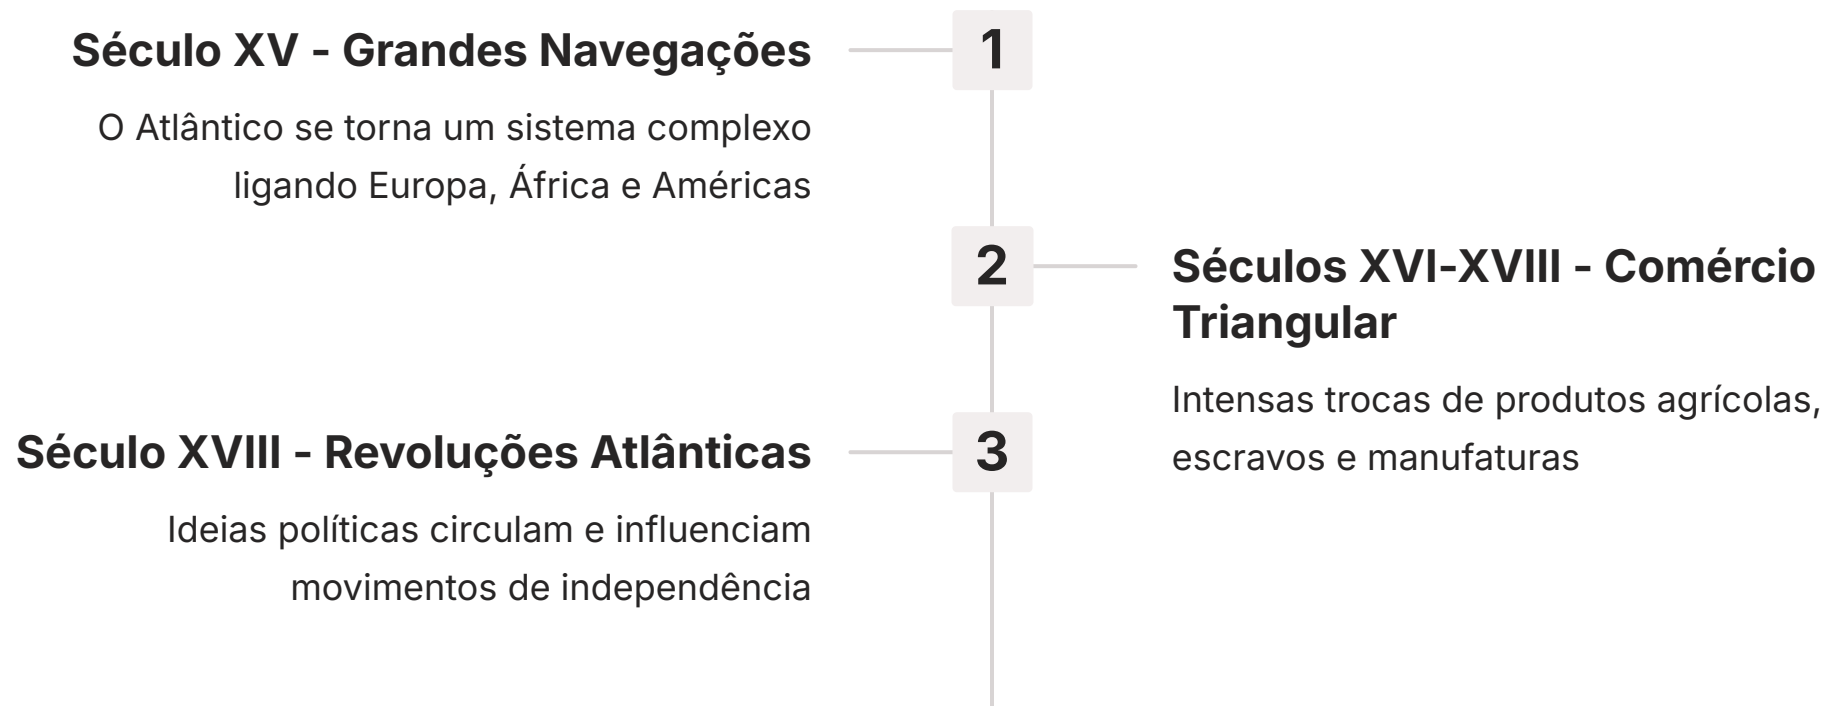 Século XV - Grandes Navegações
1
O Atlântico se torna um sistema complexo
ligando Europa, África e Américas
2
Séculos XVI-XVIII - Comércio
Triangular
Intensas trocas de produtos agrícolas,
escravos e manufaturas
Século XVIII - Revoluções Atlânticas
3
Ideias políticas circulam e influenciam
movimentos de independência